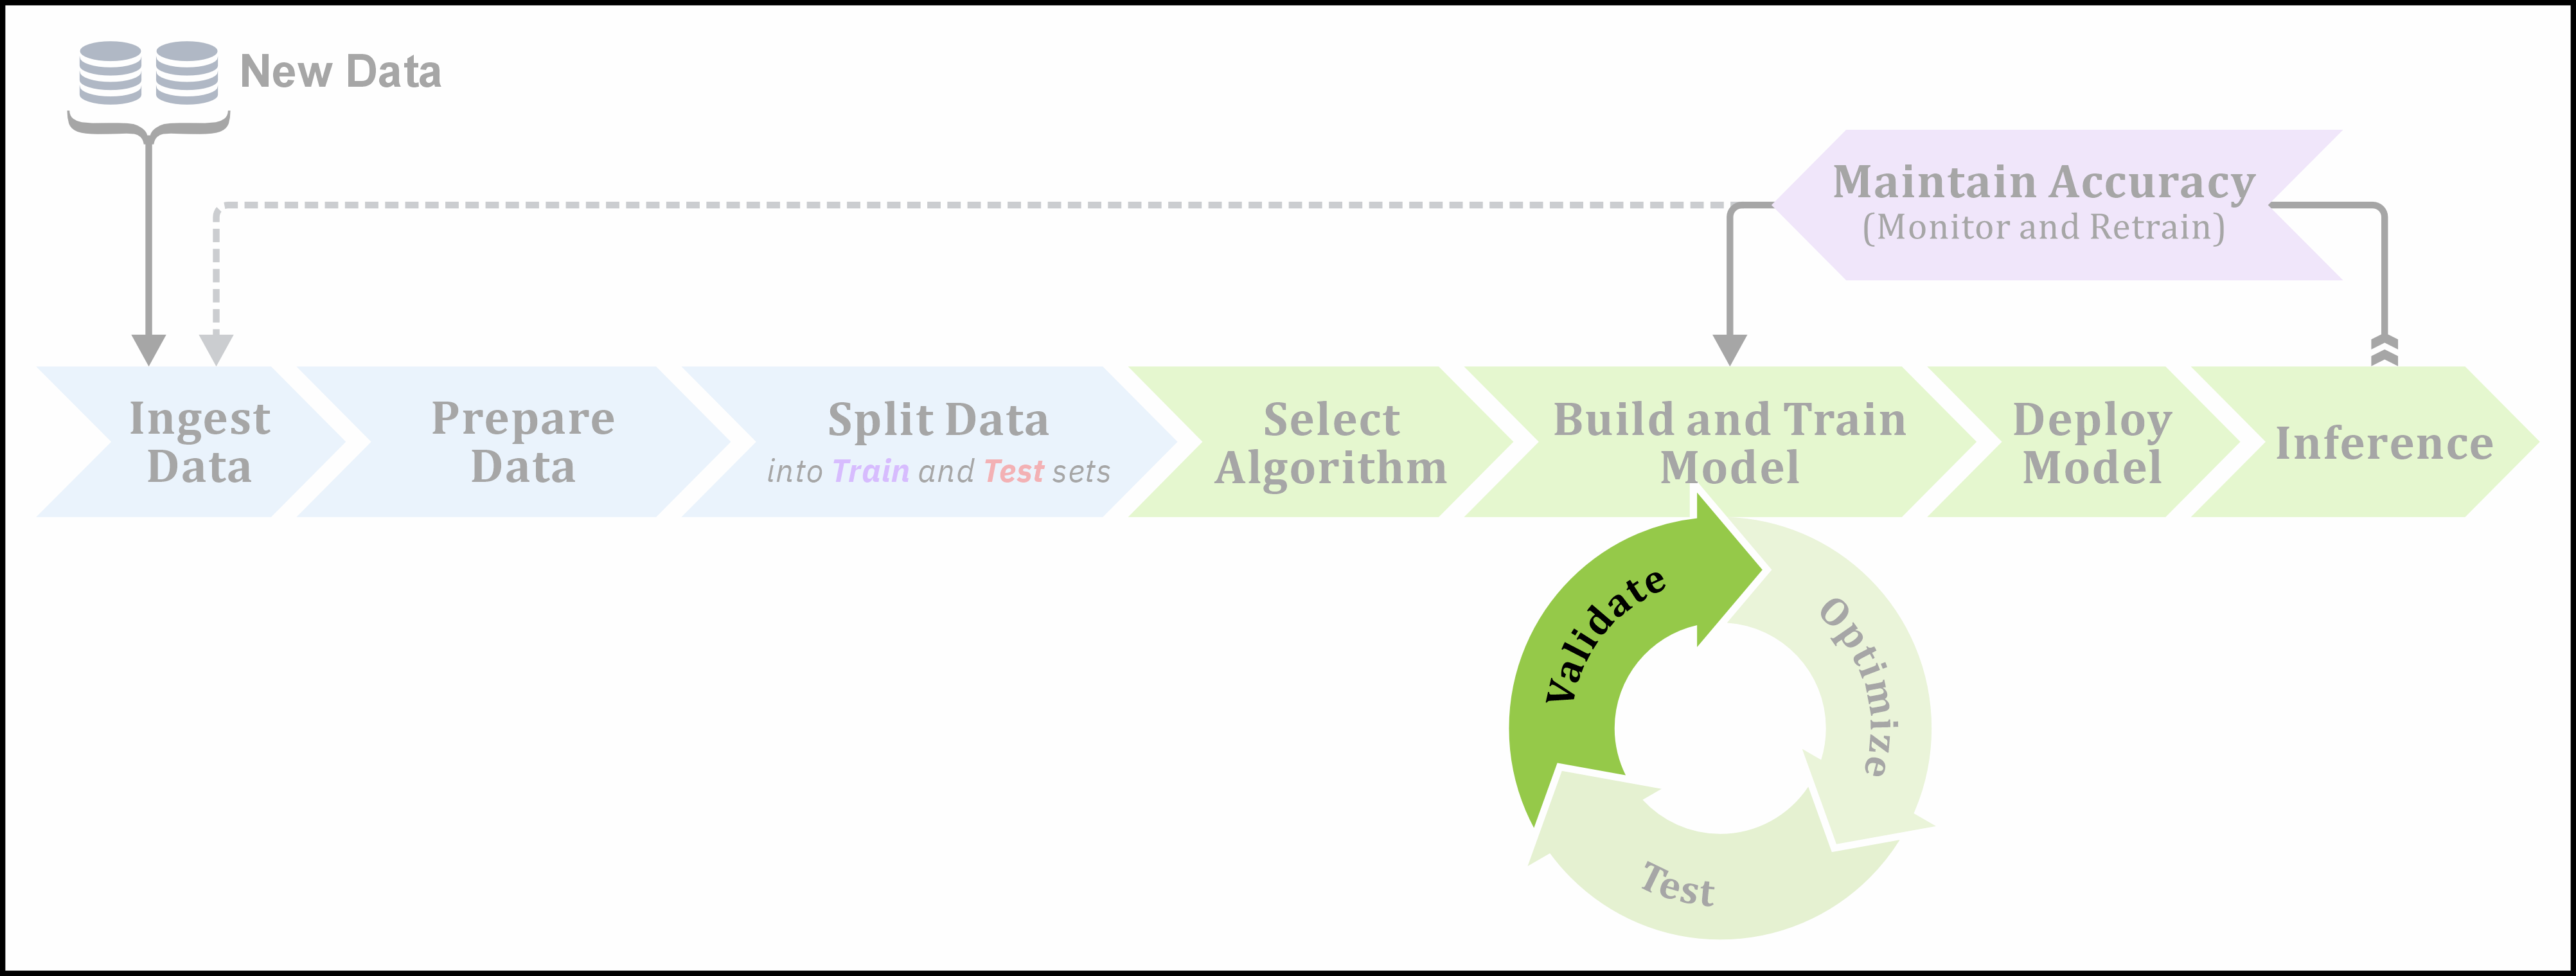 New Data
Maintain Accuracy
(Monitor and Retrain)
Ingest
Data
Prepare
Data
Split Data
into Train and Test sets
Select
Algorithm
Build and Train
Model
Deploy
Model
Inference
Validate
Optimize
Test